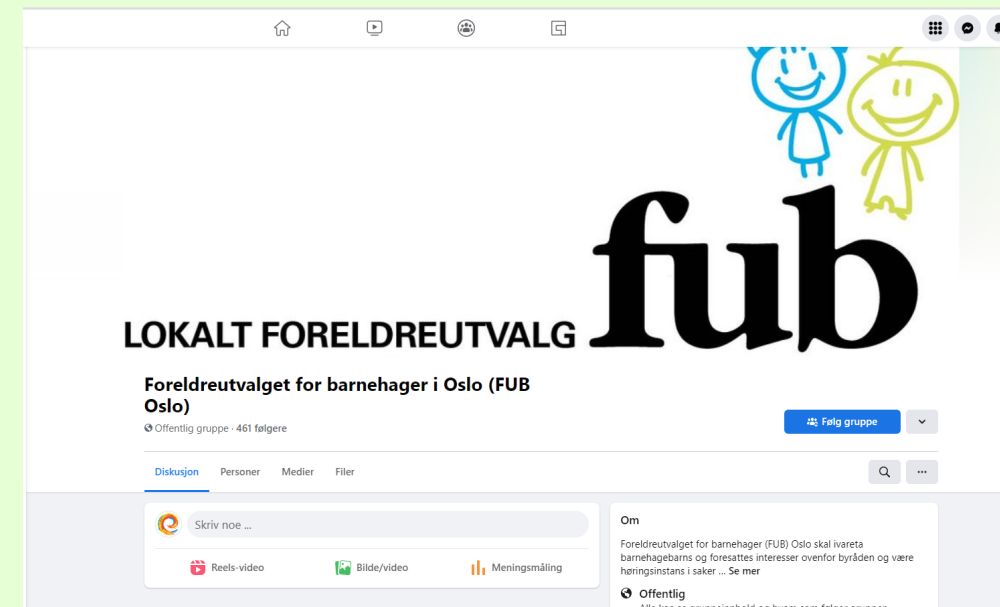 fub
LOKALT FORELDREUTVALG
Foreldreutvalget for barnehager i Oslo (FUB
Oslo)
Offentlig gruppe · 461 følgere
Følg gruppe
Diskusjon Personer Medier Filer
Skriv noe ...
Reels-video Bilde/video Meningsmåling
Om
Foreldreutvalget for barnehager (FUB) Oslo skal ivareta
barnehagebarns og foresattes interesser ovenfor byråden og være
høringsinstans i saker ... Se mer
Offentlig